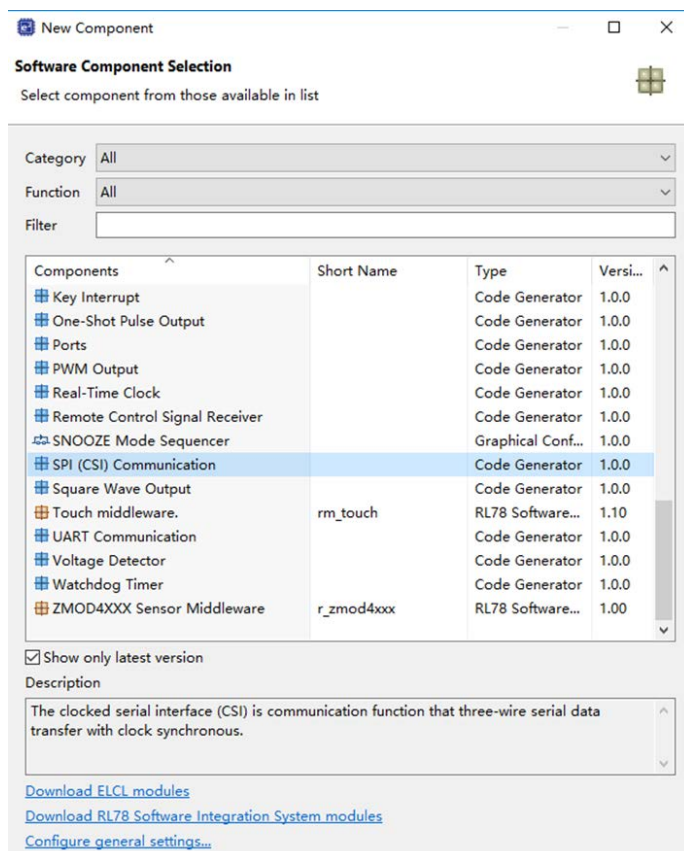 New Component
Software Component Selection
Select component from those available in list
Category All
Function All
Filter
Components Short Name Type Versi...
Key Interrupt Code Generator 1.0.0
One-Shot Pulse Output Code Generator 1.0.0
Ports Code Generator 1.0.0
PWM Output Code Generator 1.0.0
Real-Time Clock Code Generator 1.0.0
Remote Control Signal Receiver Code Generator 1.0.0
SNOOZE Mode Sequencer Graphical Conf... 1.0.0
SPI (CSI) Communication Code Generator 1.0.0
Square Wave Output Code Generator 1.0.0
Touch middleware. rm_touch RL78 Software... 1.10
UART Communication Code Generator 1.0.0
Voltage Detector Code Generator 1.0.0
Watchdog Timer Code Generator 1.0.0
ZMOD4XXX Sensor Middleware r_zmod4xxx RL78 Software... 1.00
Show only latest version
Description
The clocked serial interface (CSI) is communication function that three-wire serial data
transfer with clock synchronous.
Download ELCL modules
Download RL78 Software Integration System modules
Configure general settings...